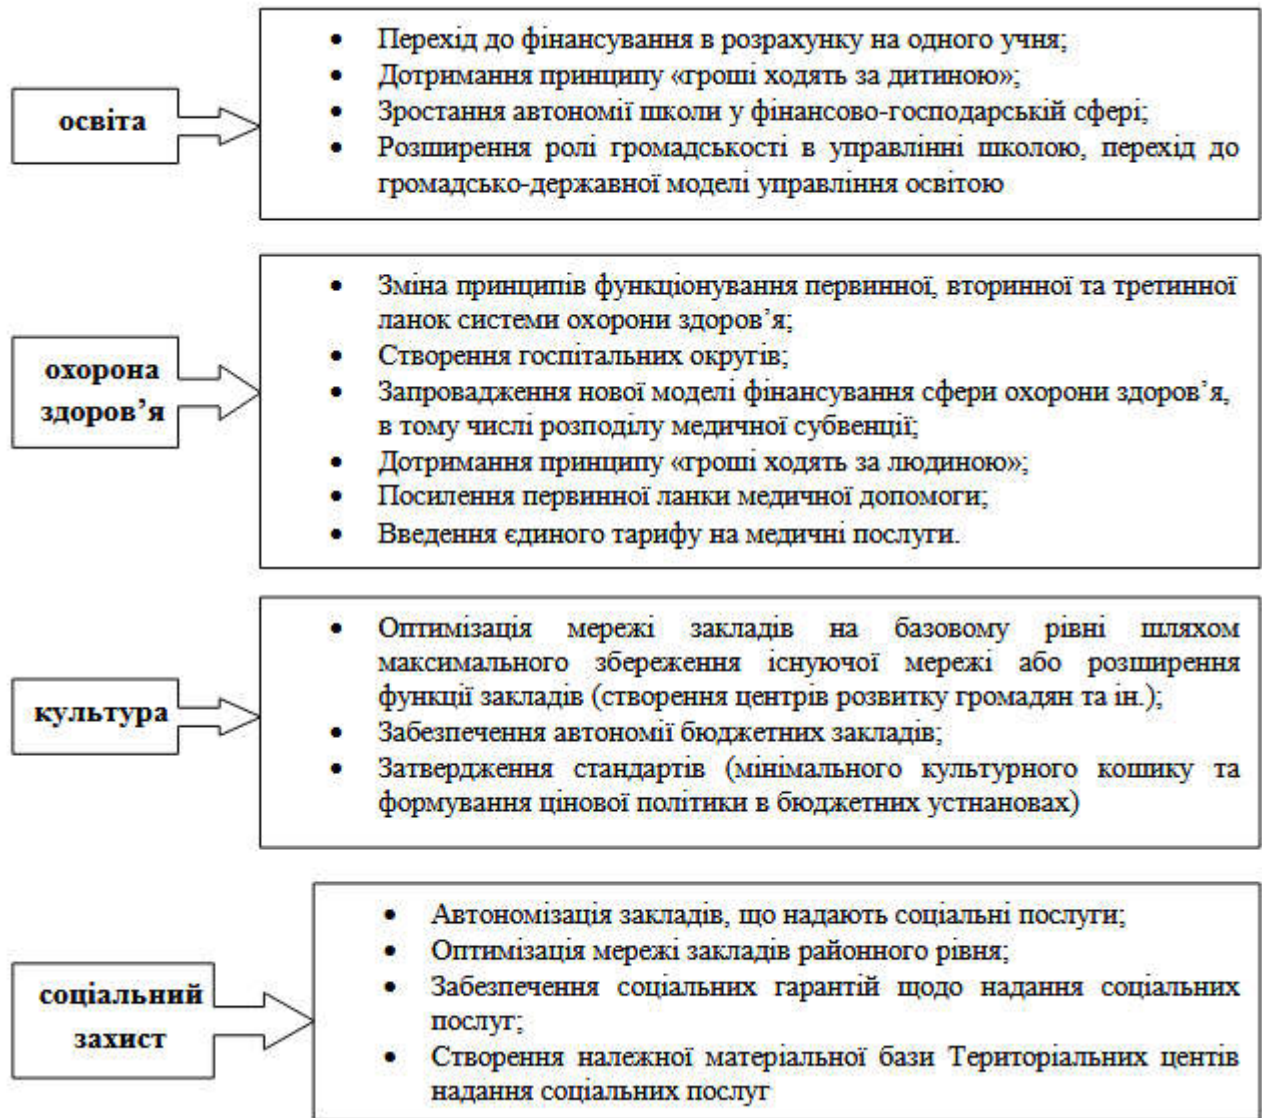 освіта
• Перехід до фінансування в розрахунку на одного учня;
• Дотримання принципу «гроші ходять за дитиною»;
• Зростання автономії школи у фінансово-господарській сфері;
• Розширення ролі громадськості в управлінні школою, перехід до
громадсько-державної моделі управління освітою
охорона
здоров’я
• Зміна принципів функціонування первинної, вторинної та третинної
ланок системи охорони здоров’я;
• Створення госпітальних округів;
• Запровадження нової моделі фінансування сфери охорони здоров’я,
в тому числі розподілу медичної субвенції;
• Дотримання принципу «гроші ходять за людиною»;
• Посилення первинної ланки медичної допомоги;
• Введення єдиного тарифу на медичні послуги.
культура
• Оптимізація мережі закладів на базовому рівні шляхом
максимального збереження існуючої мережі або розширення
функції закладів (створення центрів розвитку громадян та ін.);
• Забезпечення автономії бюджетних закладів;
• Затвердження стандартів (мінімального культурного кошику та
формування цінової політики в бюджетних устнановах)
соціальний
захист
• Автономізація закладів, що надають соціальні послуги;
• Оптимізація мережі закладів районного рівня;
• Забезпечення соціальних гарантій щодо надання соціальних
послуг;
• Створення належної матеріальної бази Територіальних центів
надання соціальних послуг